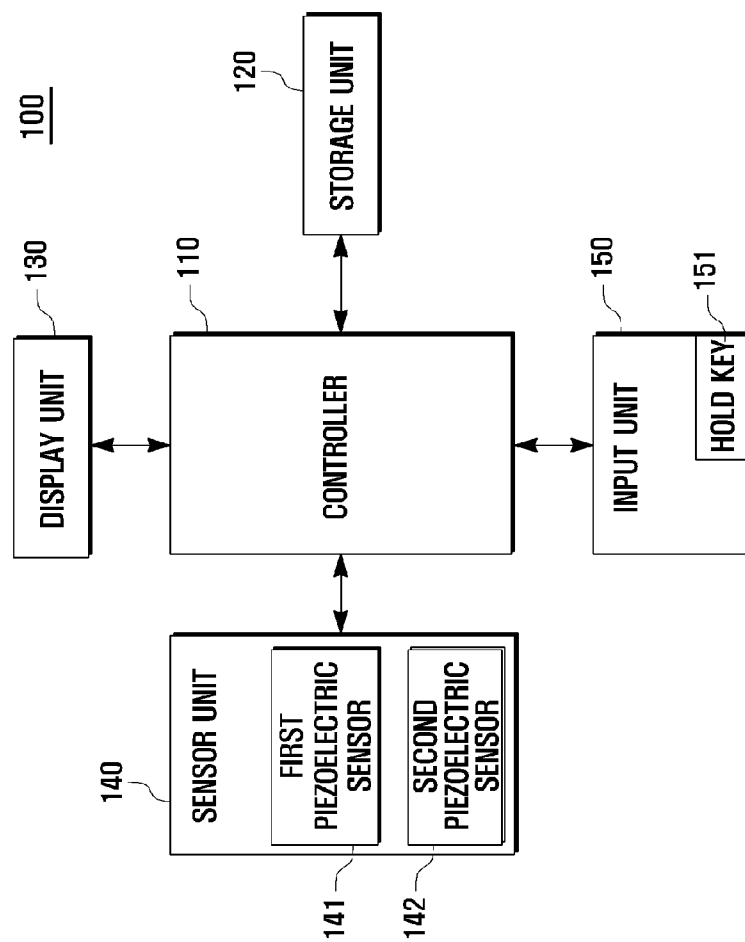 100
DISPLAY UNIT
130
140
SENSOR UNIT
FIRST
PIEZOELECTRIC
SENSOR
141
SECOND
PIEZOELECTRIC
SENSOR
142
110
CONTROLLER
120
STORAGE UNIT
150
INPUT UNIT
151
HOLD KEY